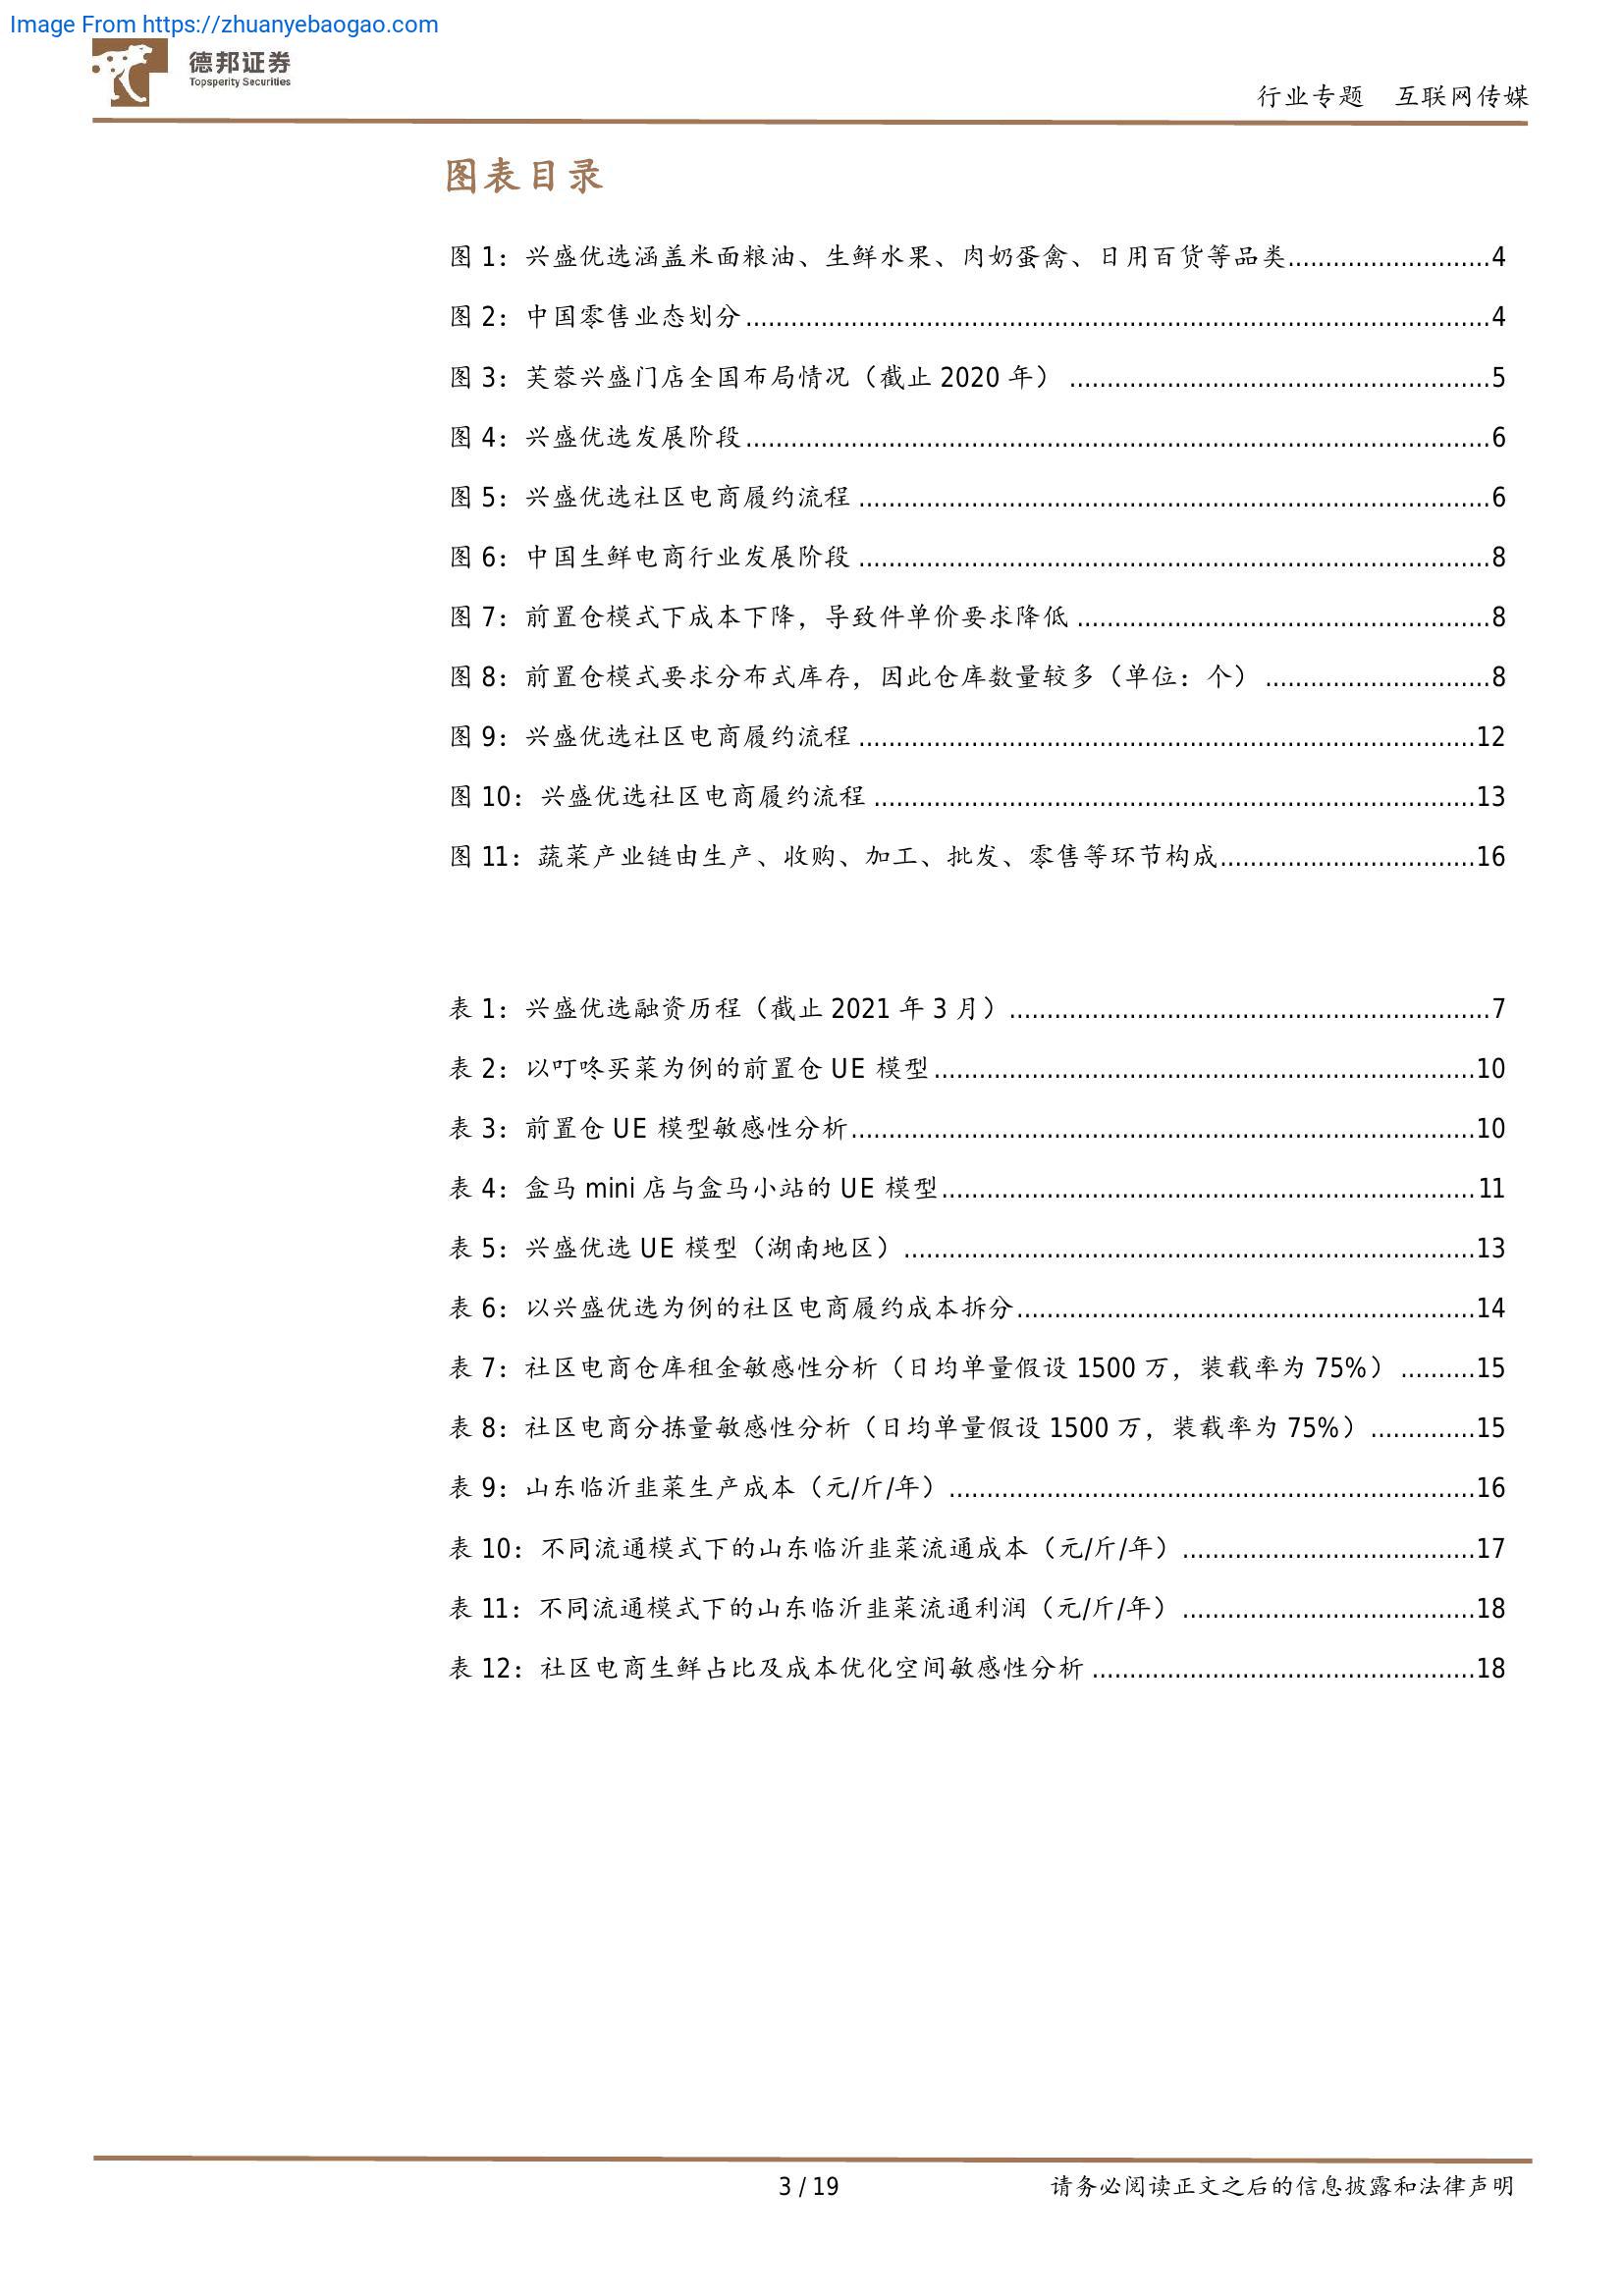 Image From https://zhuanyebaogao.com
德邦证券
Topsperity Securities
行业专题 互联网传媒
图表目录
图 1：兴盛优选涵盖米面粮油、生鲜水果、肉奶蛋禽、日用百货等品类...........................4
图 2：中国零售业态划分....................................................................................................4
图 3：芙蓉兴盛门店全国布局情况（截止 2020 年） ........................................................5
图 4：兴盛优选发展阶段....................................................................................................6
图 5：兴盛优选社区电商履约流程 .....................................................................................6
图 6：中国生鲜电商行业发展阶段 .....................................................................................8
图 7：前置仓模式下成本下降，导致件单价要求降低 .......................................................8
图 8：前置仓模式要求分布式库存，因此仓库数量较多（单位：个） ..............................8
图 9：兴盛优选社区电商履约流程 ...................................................................................12
图 10：兴盛优选社区电商履约流程 .................................................................................13
图 11：蔬菜产业链由生产、收购、加工、批发、零售等环节构成..................................16
表 1：兴盛优选融资历程（截止 2021 年 3 月）................................................................7
表 2：以叮咚买菜为例的前置仓 UE 模型.........................................................................10
表 3：前置仓 UE 模型敏感性分析....................................................................................10
表 4：盒马 mini 店与盒马小站的 UE 模型........................................................................11
表 5：兴盛优选 UE 模型（湖南地区）.............................................................................13
表 6：以兴盛优选为例的社区电商履约成本拆分..............................................................14
表 7：社区电商仓库租金敏感性分析（日均单量假设 1500 万，装载率为 75%） ..........15
表 8：社区电商分拣量敏感性分析（日均单量假设 1500 万，装载率为 75%）..............15
表 9：山东临沂韭菜生产成本（元/斤/年）.......................................................................16
表 10：不同流通模式下的山东临沂韭菜流通成本（元/斤/年）.......................................17
表 11：不同流通模式下的山东临沂韭菜流通利润（元/斤/年）.......................................18
表 12：社区电商生鲜占比及成本优化空间敏感性分析 ...................................................18
3 / 19
请务必阅读正文之后的信息披露和法律声明